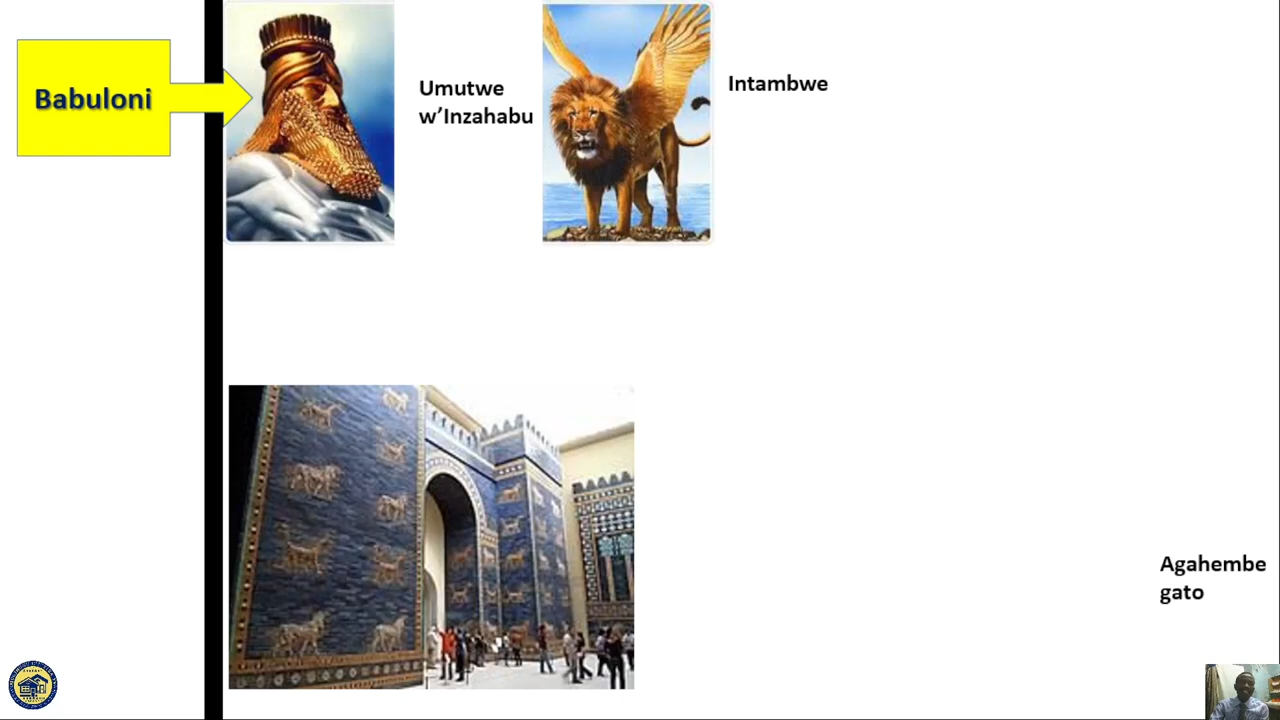 Babuloni
Umutwe
w’Inzahabu
Intambwe
Agahembe
gato